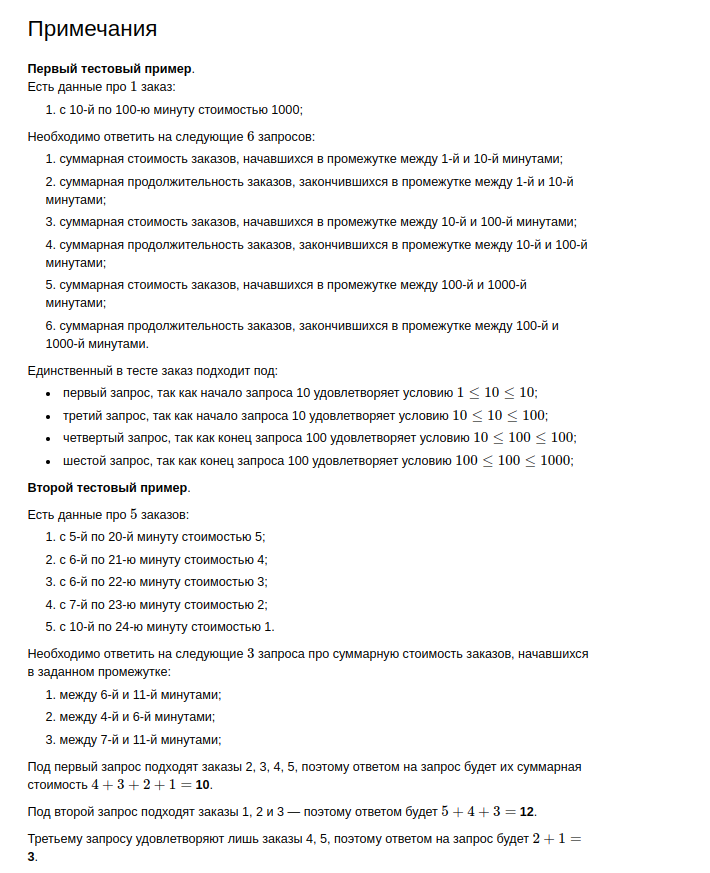 Примечания
Первый тестовый пример.
Есть данные про 1 заказ:
1. с 10-й по 100-ю минуту стоимостью 1000;
Необходимо ответить на следующие 6 запросов:
1. суммарная стоимость заказов, начавшихся в промежутке между 1-й и 10-й минутами;
2. суммарная продолжительность заказов, закончившихся в промежутке между 1-й и 10-й
минутами;
3. суммарная стоимость заказов, начавшихся в промежутке между 10-й и 100-й минутами;
4. суммарная продолжительность заказов, закончившихся в промежутке между 10-й и 100-й
минутами;
5. суммарная стоимость заказов, начавшихся в промежутке между 100-й и 1000-й
минутами;
6. суммарная продолжительность заказов, закончившихся в промежутке между 100-й и
1000-й минутами.
Единственный в тесте заказ подходит под:
• первый запрос, так как начало запроса 10 удовлетворяет условию 1 ≤ 10 ≤ 10;
• третий запрос, так как начало запроса 10 удовлетворяет условию 10 ≤ 10 ≤ 100;
• четвертый запрос, так как конец запроса 100 удовлетворяет условию 10 ≤ 100 ≤ 100;
• шестой запрос, так как конец запроса 100 удовлетворяет условию 100 ≤ 100 ≤ 1000;
Второй тестовый пример.
Есть данные про 5 заказов:
1. с 5-й по 20-й минуту стоимостью 5;
2. с 6-й по 21-ю минуту стоимостью 4;
3. с 6-й по 22-ю минуту стоимостью 3;
4. с 7-й по 23-ю минуту стоимостью 2;
5. с 10-й по 24-ю минуту стоимостью 1.
Необходимо ответить на следующие 3 запроса про суммарную стоимость заказов, начавшихся
в заданном промежутке:
1. между 6-й и 11-й минутами;
2. между 4-й и 6-й минутами;
3. между 7-й и 11-й минутами;
Под первый запрос подходят заказы 2, 3, 4, 5, поэтому ответом на запрос будет их суммарная
стоимость 4 + 3 + 2 + 1 = 10.
Под второй запрос подходят заказы 1, 2 и 3 — поэтому ответом будет 5 + 4 + 3 = 12.
Третьему запросу удовлетворяют лишь заказы 4, 5, поэтому ответом на запрос будет 2 + 1 =
3.